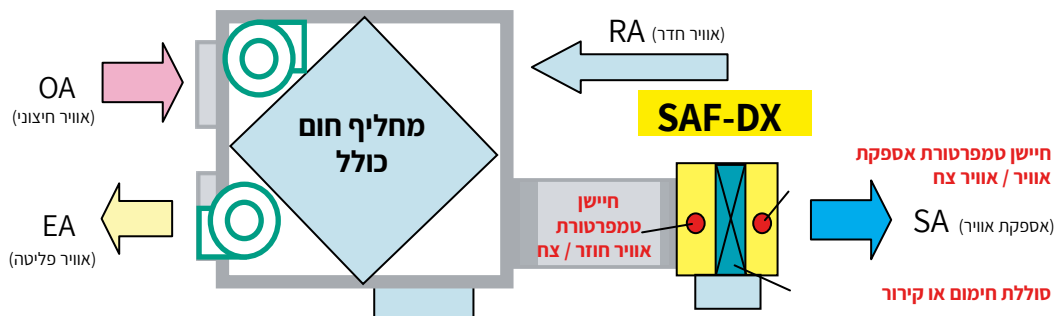 RA (אוויר חדר)
OA
(אוויר חיצוני)
SAF-DX
מחליף חום
כולל
חיישן טמפרטורת אספקת
אוויר / אוויר צח
חיישן
טמפרטורת
אוויר חוזר / צח
SA (אספקת אוויר)
EA
(אוויר פליטה)
סוללת חימום או קירור